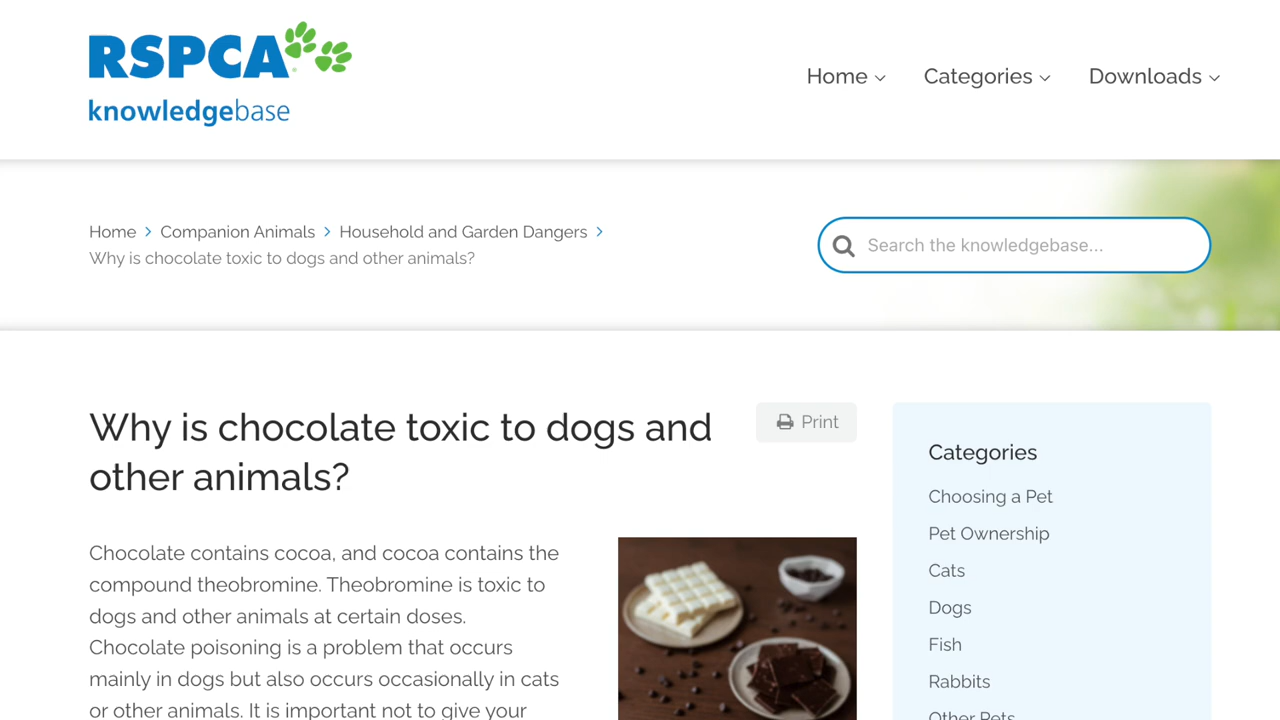 RSPCA
knowledgebase
Home
Categories
Downloads
Home > Companion Animals > Household and Garden Dangers >
Why is chocolate toxic to dogs and other animals?
Search the knowledgebase...
Why is chocolate toxic to dogs and
other animals?
Print
Chocolate contains cocoa, and cocoa contains the
compound theobromine. Theobromine is toxic to
dogs and other animals at certain doses.
Chocolate poisoning is a problem that occurs
mainly in dogs but also occurs occasionally in cats
or other animals. It is important not to give your
Categories
Choosing a Pet
Pet Ownership
Cats
Dogs
Fish
Rabbits
Other Pets